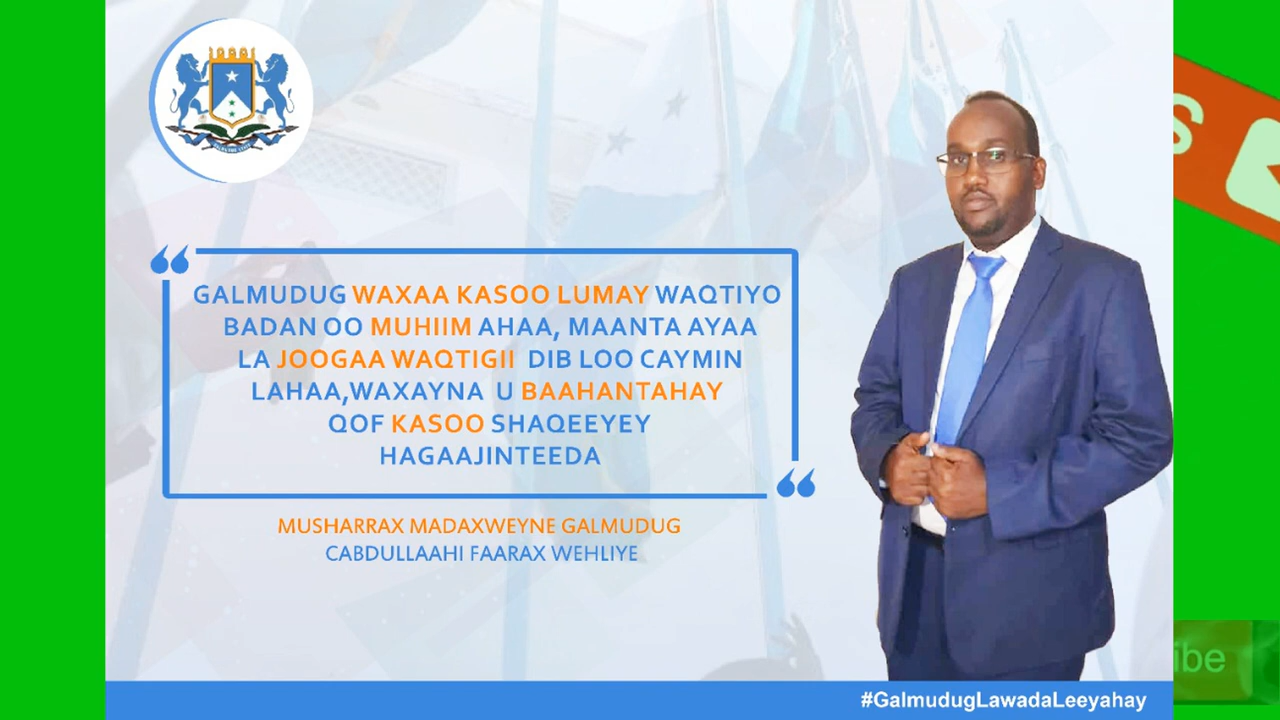 GALMUDUG WAXAA KASOO LUMAY WAQTIYO
BADAN OO MUHIIM AHAA, MAANTA AYAA
LA JOOGAA WAQTIGII DIB LOO CAYMIN
LAHAA,WAXAYNA U BAAHANTAHAY
QOF KASOO SHAQEEYEY
HAGAAJINTEEDA
MUSHARRAX MADAXWEYNE GALMUDUG
CABDULLAAHI FAARAX WEHLIYE
#GalmudugLawadaLeeyahay
S
ibe